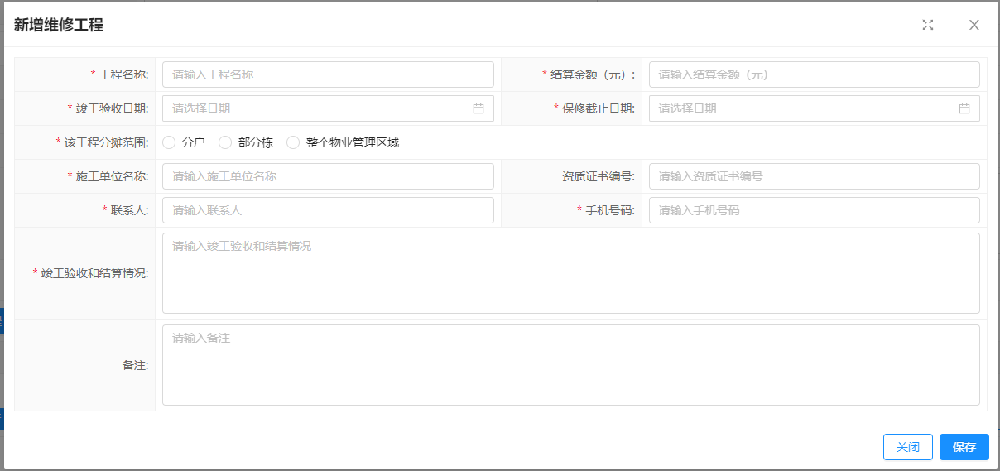 新增维修工程
* 工程名称: 请输入工程名称 * 结算金额（元）: 请输入结算金额（元）
* 竣工验收日期: 请选择日期 * 保修截止日期: 请选择日期
* 该工程分摊范围: 分户 部分栋 整个物业管理区域
* 施工单位名称: 请输入施工单位名称 资质证书编号: 请输入资质证书编号
* 联系人: 请输入联系人 * 手机号码: 请输入手机号码
* 竣工验收和结算情况: 请输入竣工验收和结算情况
备注: 请输入备注
关闭 保存